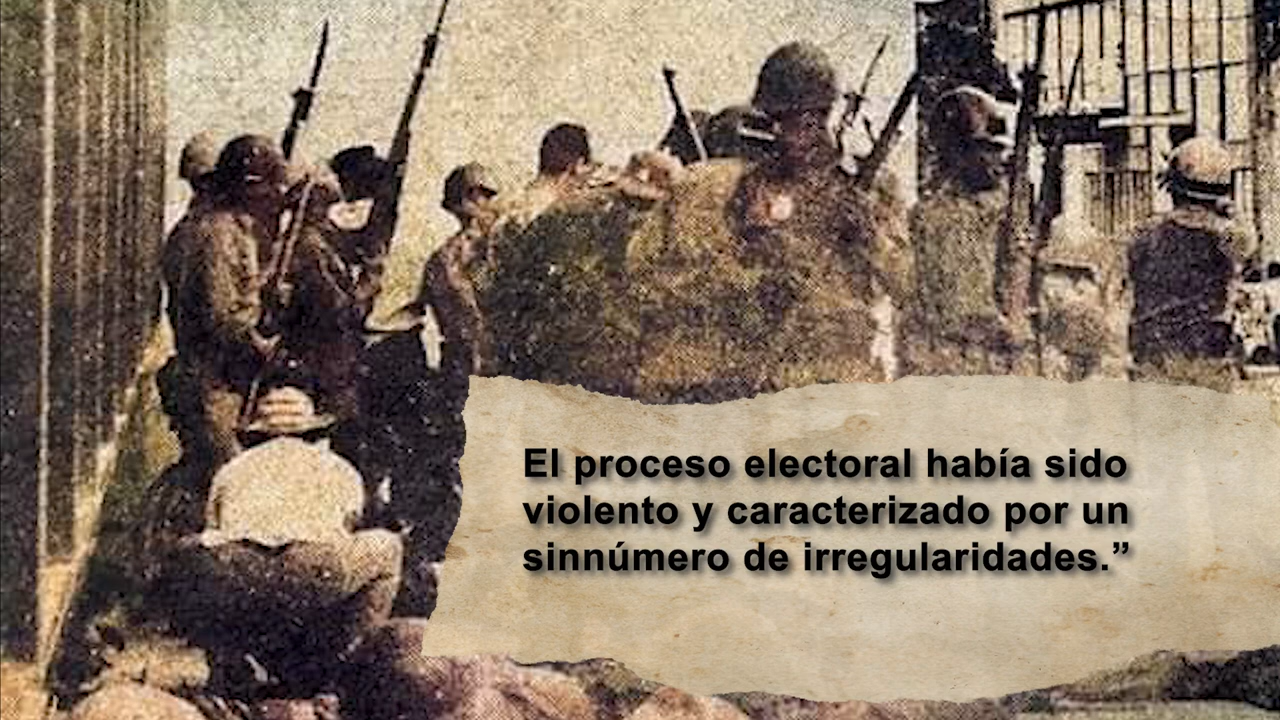 El proceso electoral había sido
violento y caracterizado por un
sinnúmero de irregularidades.”